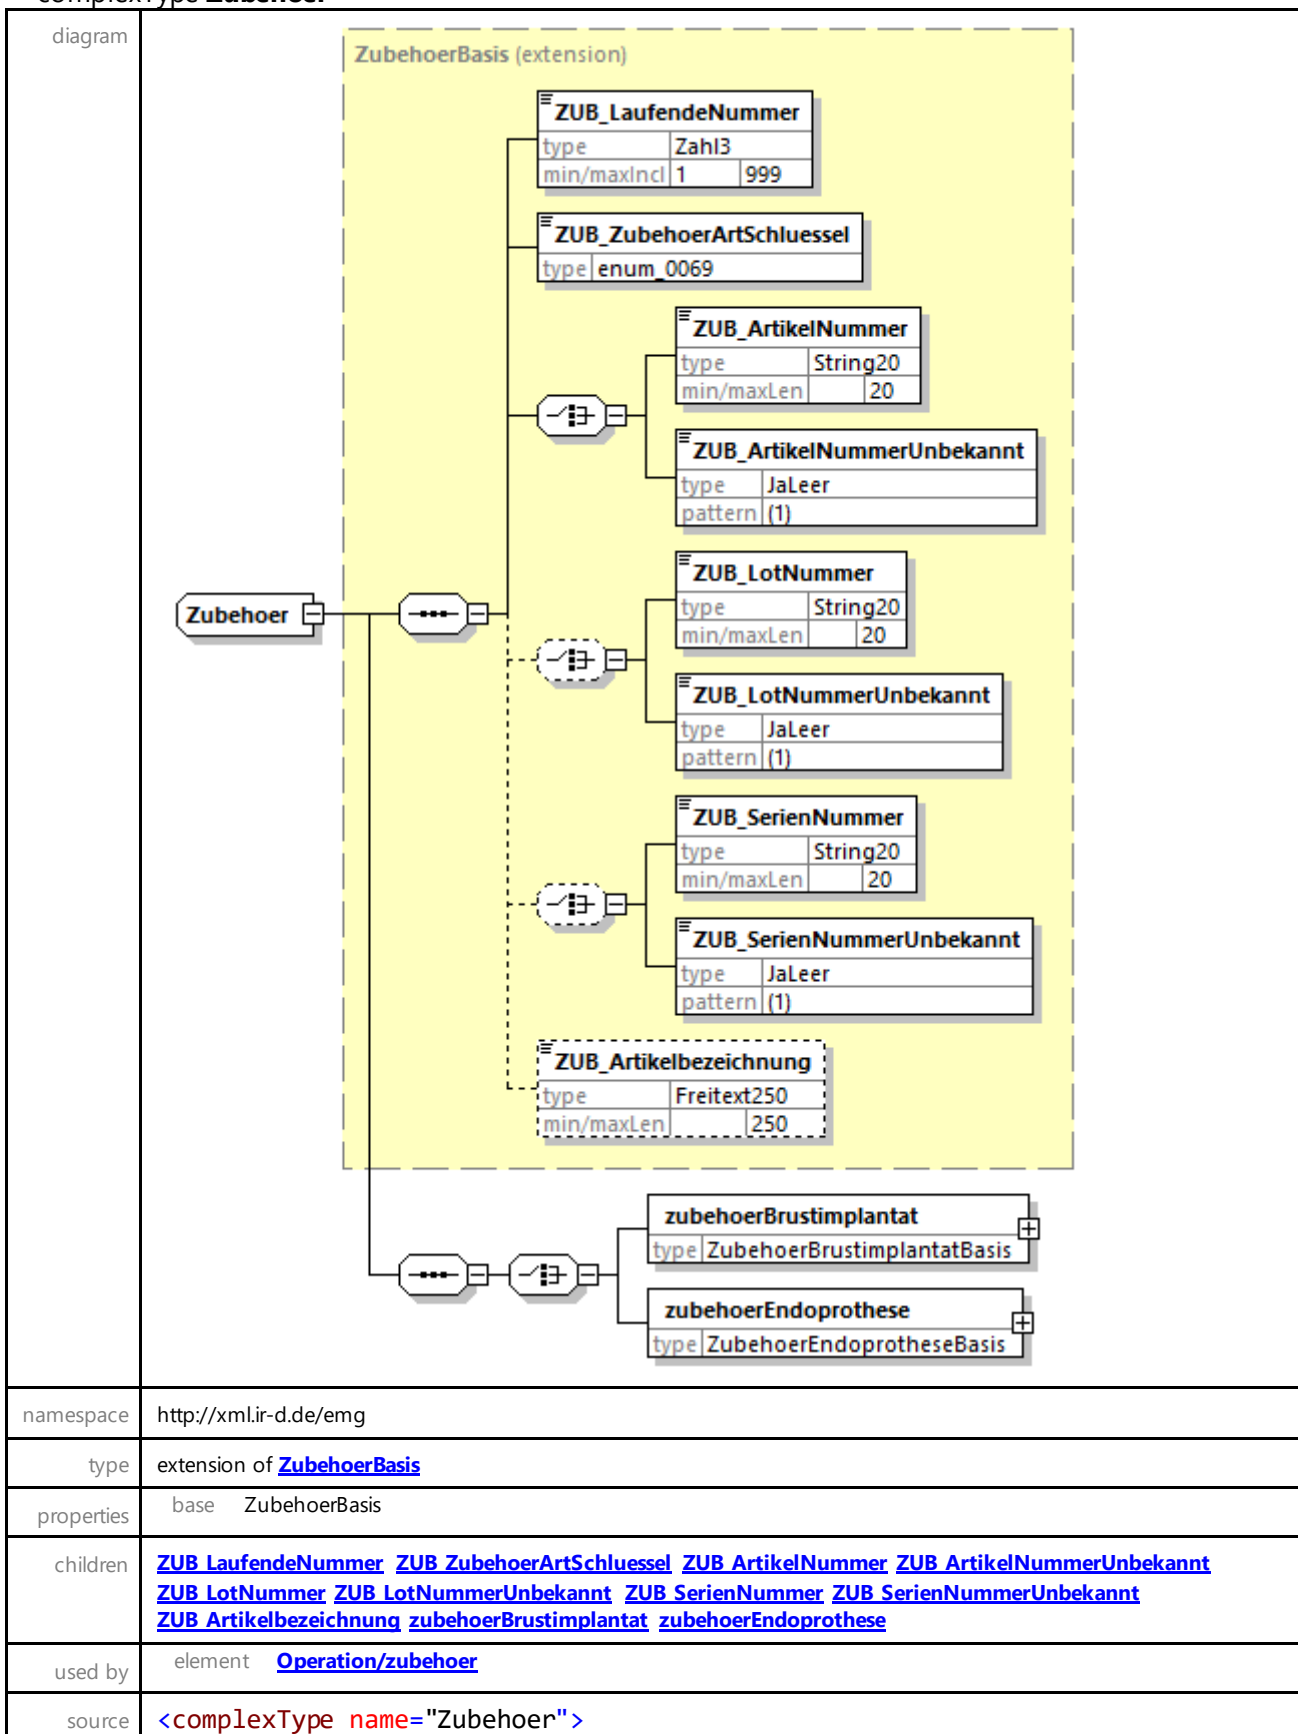 complexType Zubehoer
diagram
ZubehoerBasis (extension)
ZUB_LaufendeNummer
type Zahl3
min/maxIncl 1 999
ZUB_ZubehoerArtSchluessel
type enum_0069
ZUB_ArtikelNummer
type String20
min/maxLen 20
ZUB_ArtikelNummerUnbekannt
type JaLeer
pattern (1)
ZUB_LotNummer
type String20
min/maxLen 20
Zubehoer
ZUB_LotNummerUnbekannt
type JaLeer
pattern (1)
ZUB_SerienNummer
type String20
min/maxLen 20
ZUB_SerienNummerUnbekannt
type JaLeer
pattern (1)
ZUB_Artikelbezeichnung
type Freitext250
min/maxLen 250
zubehoerBrustimplantat
type ZubehoerBrustimplantatBasis
zubehoerEndoprothese
type ZubehoerEndoprotheseBasis
namespace http://xml.ir-d.de/emg
type extension of ZubehoerBasis
properties base ZubehoerBasis
children ZUB_LaufendeNummer ZUB_ZubehoerArtSchluessel ZUB_ArtikelNummer ZUB_ArtikelNummerUnbekannt
ZUB_LotNummer ZUB_LotNummerUnbekannt ZUB_SerienNummer ZUB_SerienNummerUnbekannt
ZUB_Artikelbezeichnung zubehoerBrustimplantat zubehoerEndoprothese
used by element Operation/zubehoer
source <complexType name="Zubehoer">